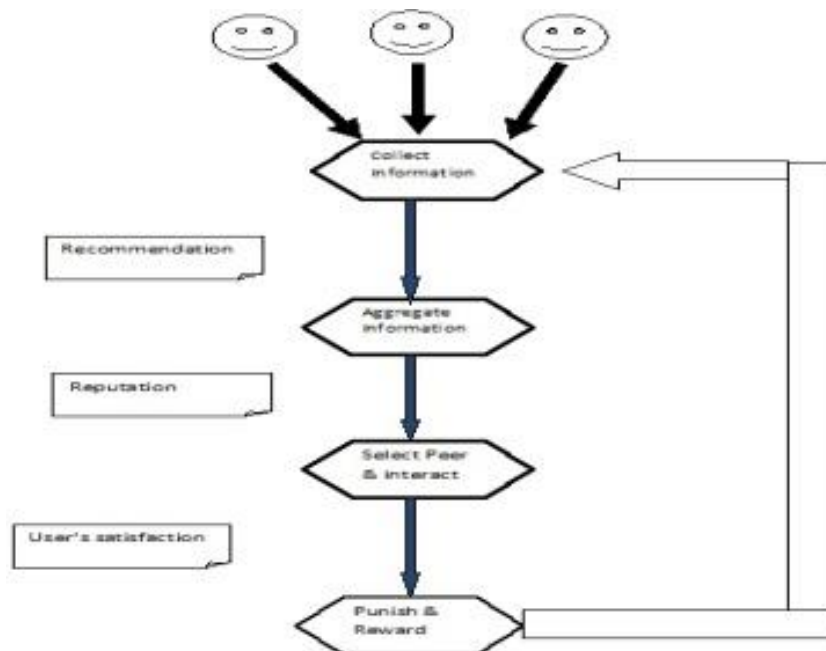 Collect
Information
Recommendation
Aggregate
Information
Reputation
Select Peer
& Interact
User's satisfaction
Punish &
Reward